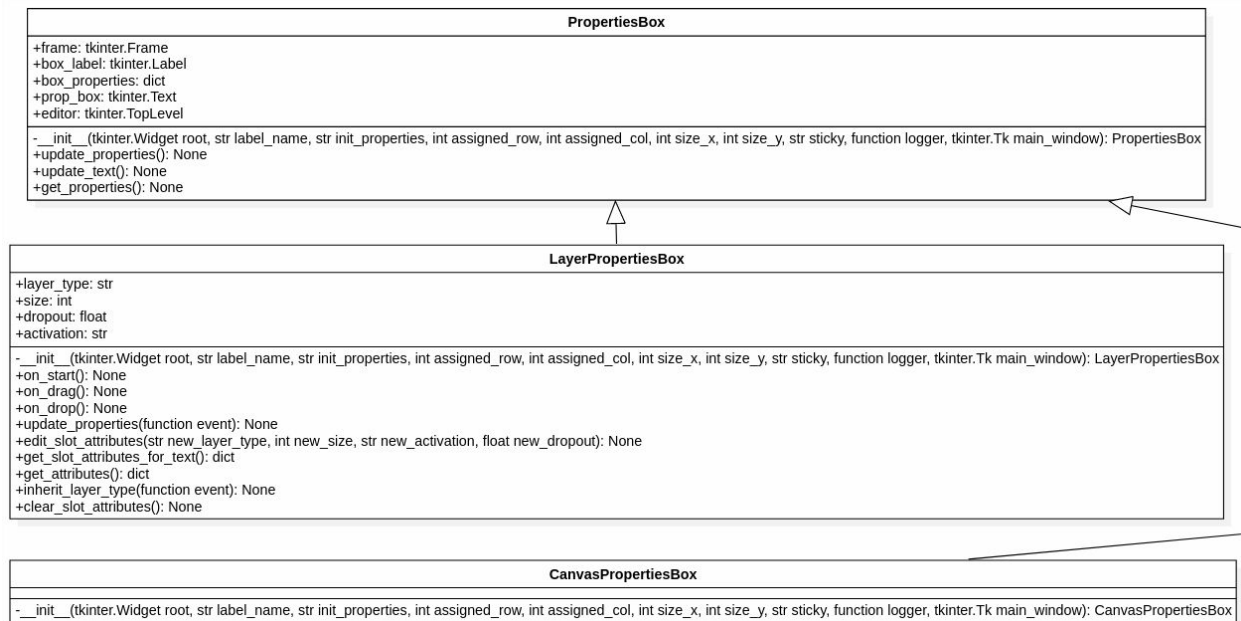 PropertiesBox
+frame: tkinter.Frame
+box_label: tkinter.Label
+box_properties: dict
+prop_box: tkinter.Text
+editor: tkinter.TopLevel
-__init__(tkinter.Widget root, str label_name, str init_properties, int assigned_row, int assigned_col, int size_x, int size_y, str sticky, function logger, tkinter.Tk main_window): PropertiesBox
+update_properties(): None
+update_text(): None
+get_properties(): None
LayerPropertiesBox
+layer_type: str
+size: int
+dropout: float
+activation: str
-__init__(tkinter.Widget root, str label_name, str init_properties, int assigned_row, int assigned_col, int size_x, int size_y, str sticky, function logger, tkinter.Tk main_window): LayerPropertiesBox
+on_start(): None
+on_drag(): None
+on_drop(): None
+update_properties(function event): None
+edit_slot_attributes(str new_layer_type, int new_size, str new_activation, float new_dropout): None
+get_slot_attributes_for_text(): dict
+get_attributes(): dict
+inherit_layer_type(function event): None
+clear_slot_attributes(): None
CanvasPropertiesBox
-__init__(tkinter.Widget root, str label_name, str init_properties, int assigned_row, int assigned_col, int size_x, int size_y, str sticky, function logger, tkinter.Tk main_window): CanvasPropertiesBox